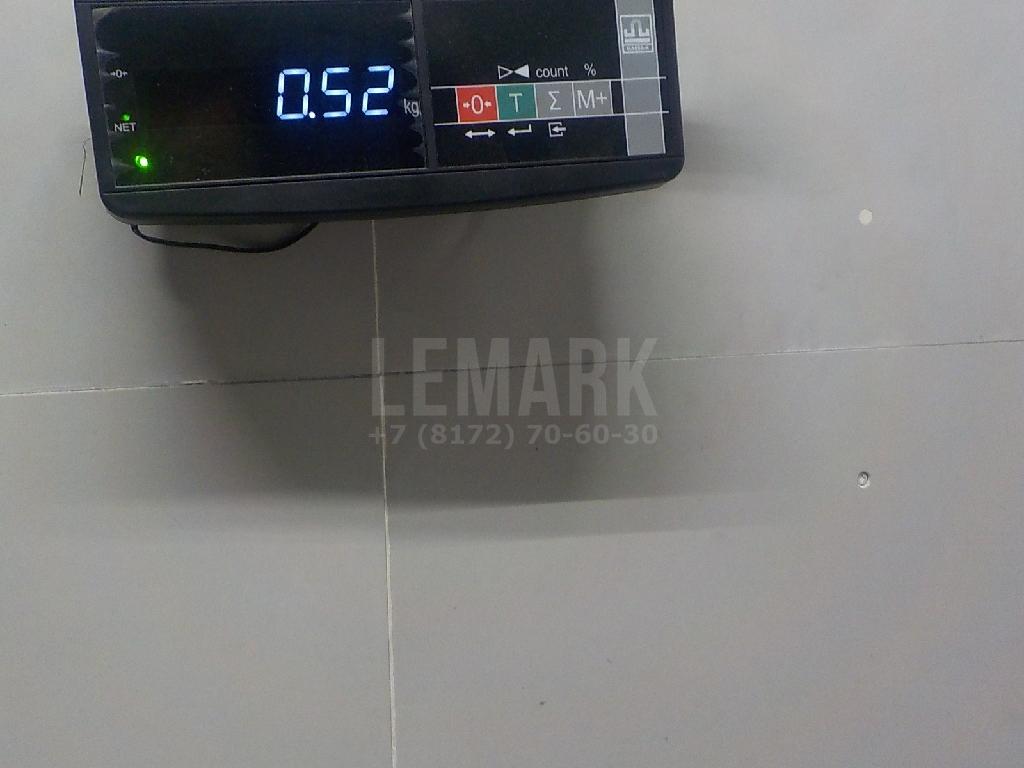 0.52 kg
→0←
NET
count %
→0← T Σ M+
LEMARK
+7 (8172) 70-60-30